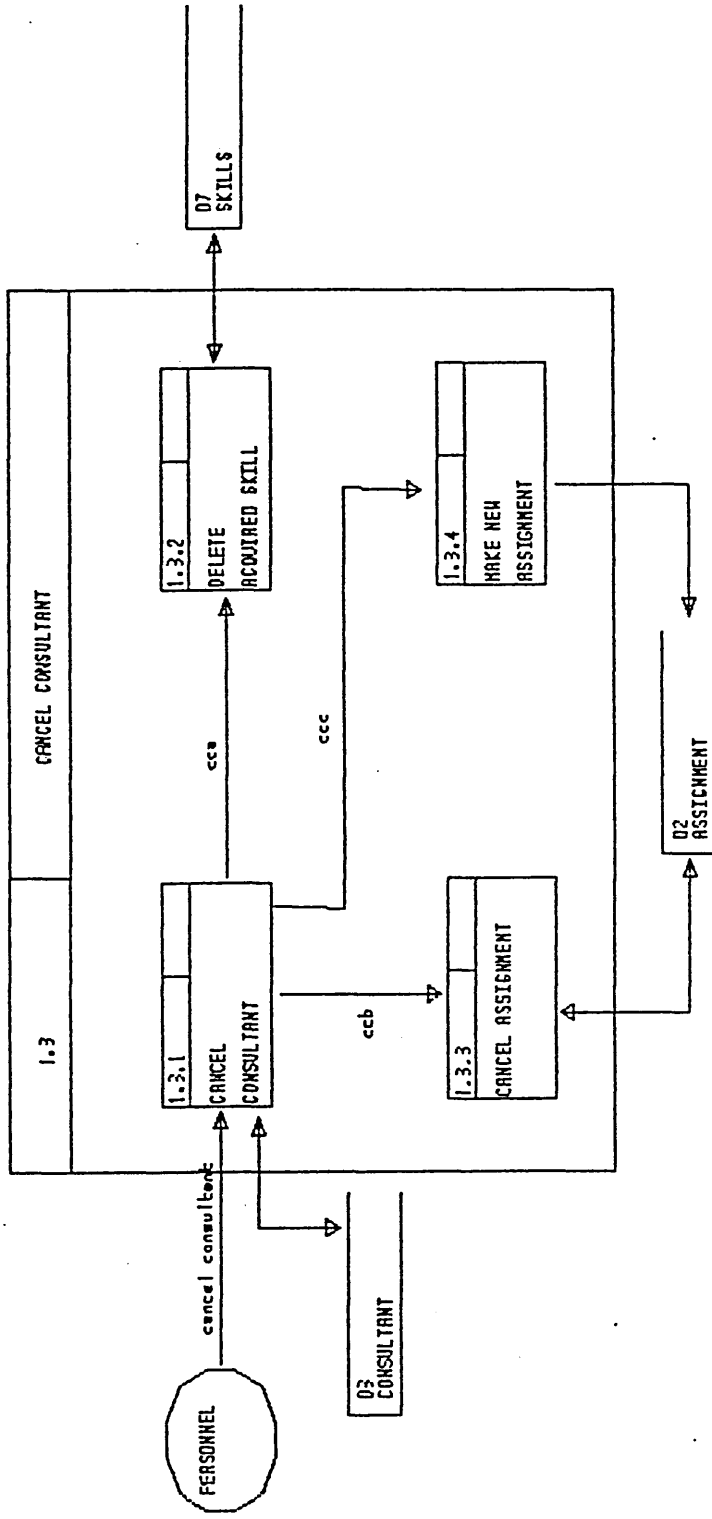 1.3
CANCEL CONSULTANT
PERSONNEL
cancel consultant
1.3.1
CANCEL
CONSULTANT
cca
1.3.2
DELETE
ACQUIRED SKILL
D7
SKILLS
D3
CONSULTANT
ccb
ccc
1.3.3
CANCEL ASSIGNMENT
1.3.4
MAKE NEW
ASSIGNMENT
D2
ASSIGNMENT